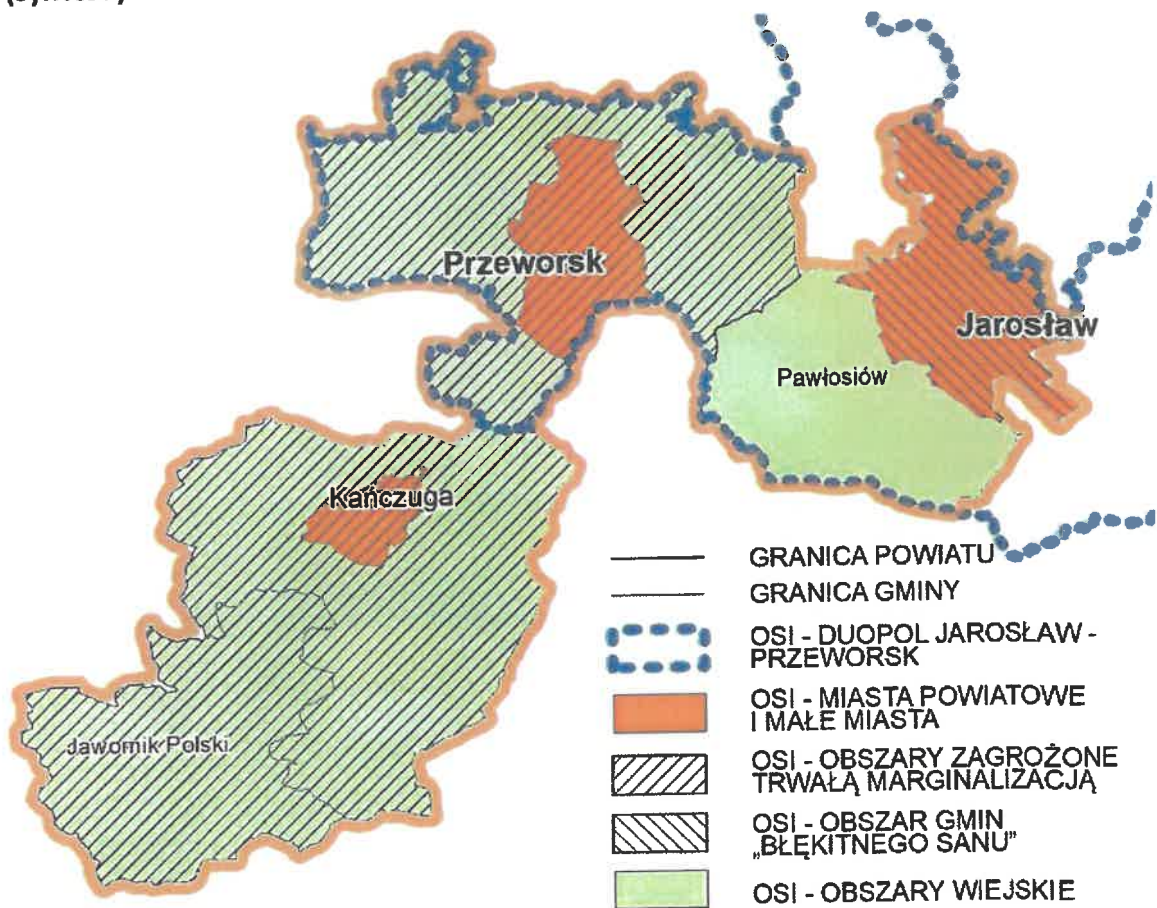 Przeworsk
Jarosław
Pawłosiów
Kańczuga
Jawornik Polski
GRANICA POWIATU
GRANICA GMINY
OSI - DUOPOL JAROSŁAW -
PRZEWORSK
OSI - MIASTA POWIATOWE
I MAŁE MIASTA
OSI - OBSZARY ZAGROŻONE
TRWAŁĄ MARGINALIZACJĄ
OSI - OBSZAR GMIN
„BŁĘKITNEGO SANU”
OSI - OBSZARY WIEJSKIE